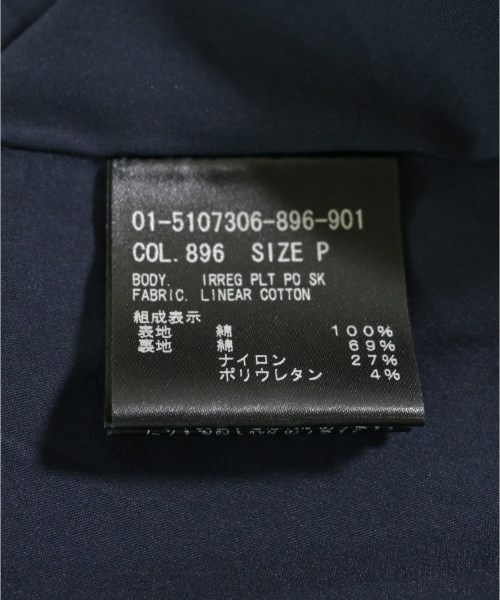 01-5107306-896-901
COL. 896 SIZE P
BODY. IRREG PLT PO SK
FABRIC. LINEAR COTTON
組成表示
表地 綿 100%
裏地 綿 69%
ナイロン 27%
ポリウレタン 4%